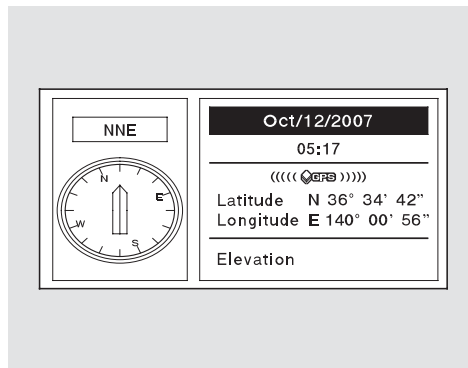 NNE
N
E
W
S
Oct/12/2007
05:17
((((( GPS )))))
Latitude N 36° 34’ 42”
Longitude E 140° 00’ 56”
Elevation